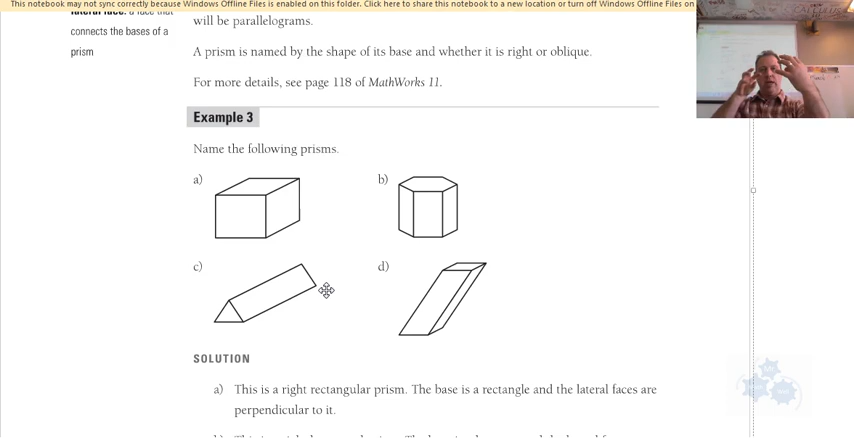 This notebook may not sync correctly because Windows Offline Files is enabled on this folder. Click here to share this notebook to a new location or turn off Windows Offline Files on
lateral face: a face that
connects the bases of a
prism
will be parallelograms.
A prism is named by the shape of its base and whether it is right or oblique.
For more details, see page 118 of MathWorks 11.
Example 3
Name the following prisms.
a)
b)
c)
d)
SOLUTION
a) This is a right rectangular prism. The base is a rectangle and the lateral faces are
perpendicular to it.